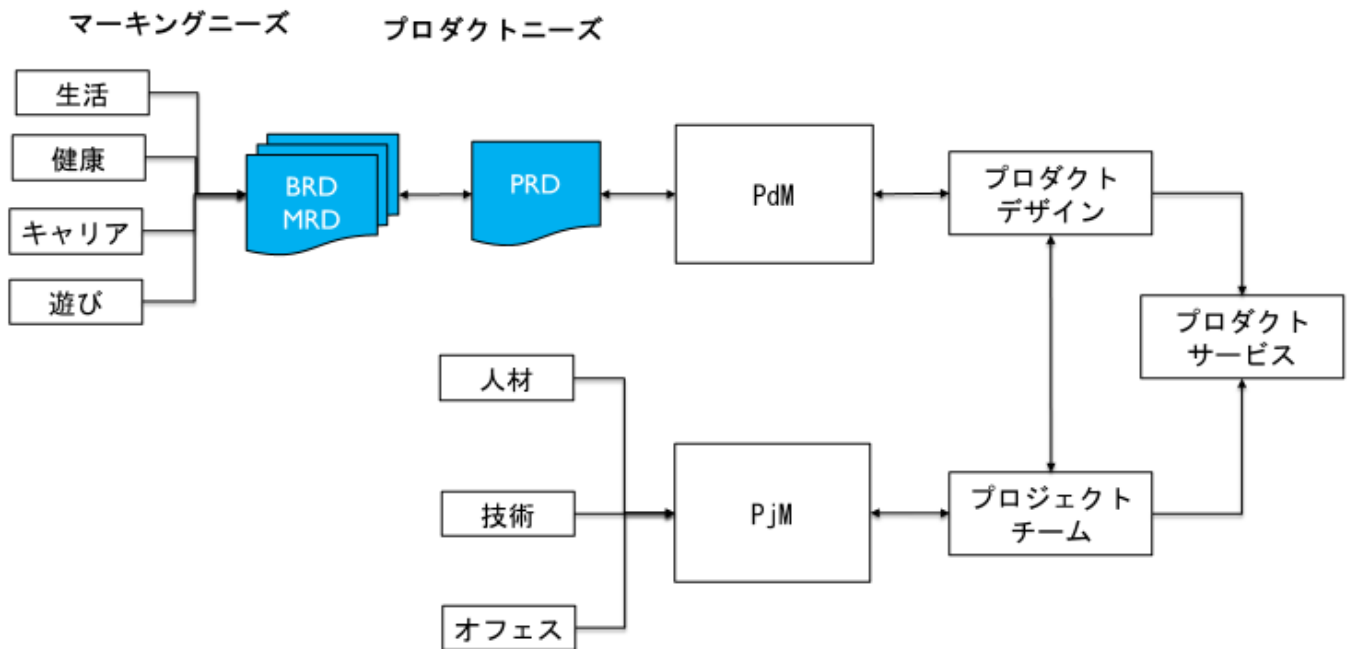 マーキングニーズ
プロダクトニーズ
生活
健康
キャリア
遊び
BRD
MRD
PRD
PdM
プロダクト
デザイン
プロダクト
サービス
人材
技術
オフェス
PjM
プロジェクト
チーム